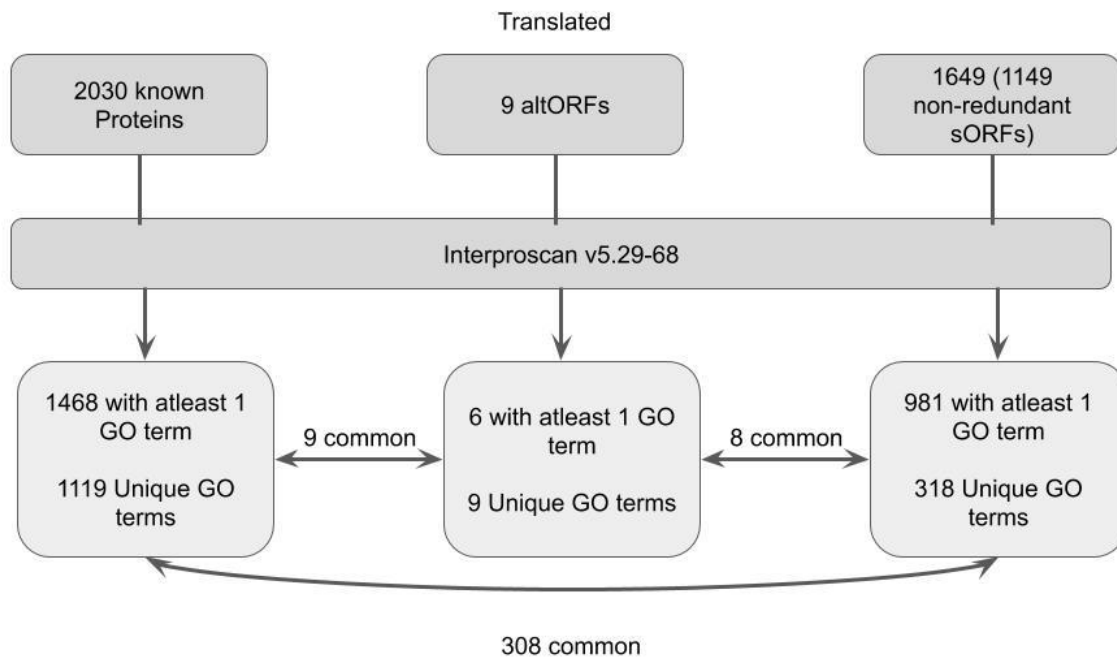 Translated
2030 known
Proteins
9 altORFs
1649 (1149
non-redundant
sORFs)
Interproscan v5.29-68
1468 with atleast 1
GO term
1119 Unique GO
terms
9 common
6 with atleast 1 GO
term
9 Unique GO terms
8 common
981 with atleast 1
GO term
318 Unique GO
terms
308 common